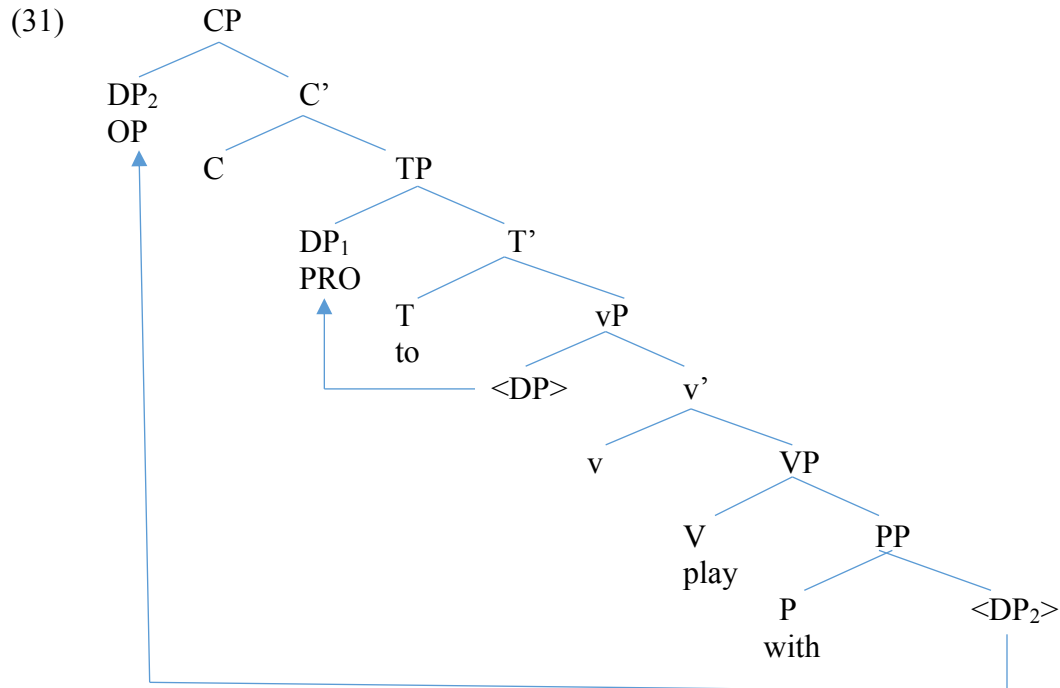 (31) CP
DP₂ C’
OP
C TP
DP₁ T’
PRO
T vP
to
<DP> v’
v VP
V PP
play
P <DP₂>
with